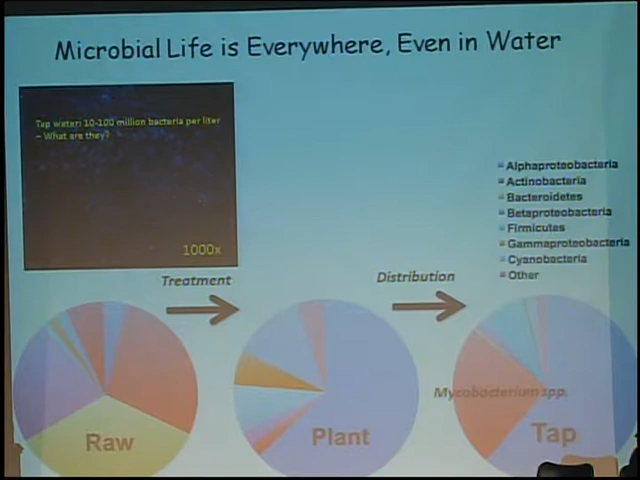 Microbial Life is Everywhere, Even in Water
Tap water: 10-100 million bacteria per liter
– What are they?
1000x
Alphaproteobacteria
Actinobacteria
Bacteroidetes
Betaproteobacteria
Firmicutes
Gammaproteobacteria
Cyanobacteria
Other
Treatment
Distribution
Mycobacterium spp.
Raw
Plant
Tap